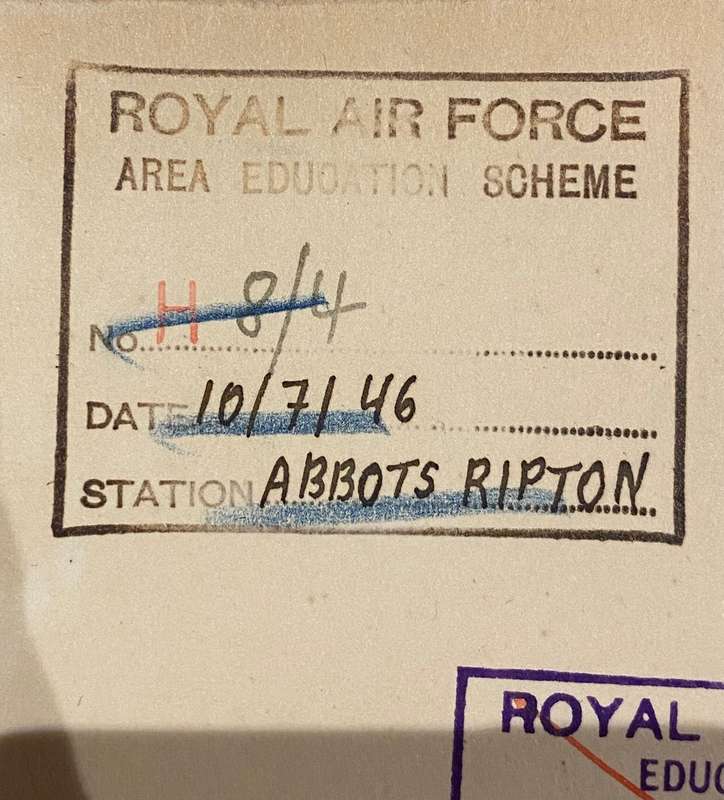 ROYAL AIR FORCE
AREA EDUCATION SCHEME
No. H 8/4
DATE 10/7/46
STATION ABBOTS RIPTON
ROYAL
EDUC